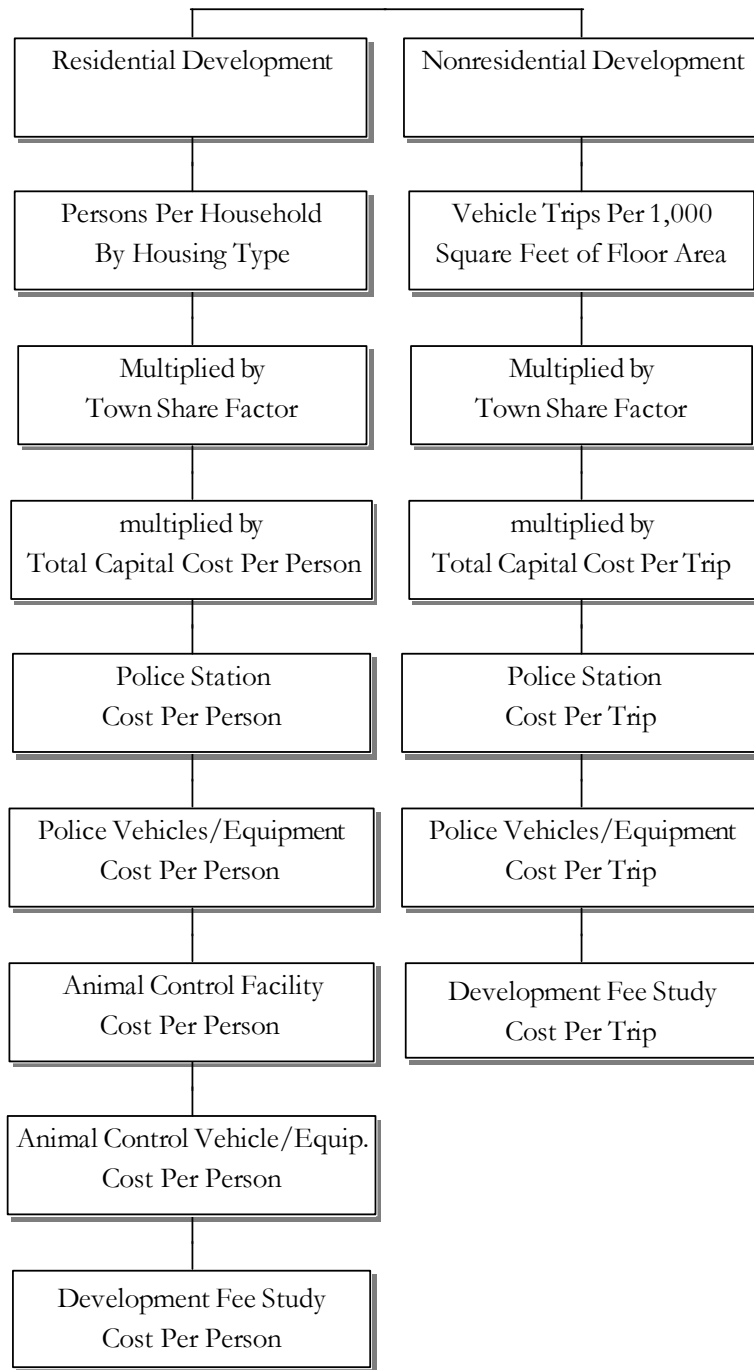 Residential Development
Persons Per Household
By Housing Type
Multiplied by
Town Share Factor
multiplied by
Total Capital Cost Per Person
Police Station
Cost Per Person
Police Vehicles/Equipment
Cost Per Person
Animal Control Facility
Cost Per Person
Animal Control Vehicle/Equip.
Cost Per Person
Development Fee Study
Cost Per Person
Nonresidential Development
Vehicle Trips Per 1,000
Square Feet of Floor Area
Multiplied by
Town Share Factor
multiplied by
Total Capital Cost Per Trip
Police Station
Cost Per Trip
Police Vehicles/Equipment
Cost Per Trip
Development Fee Study
Cost Per Trip